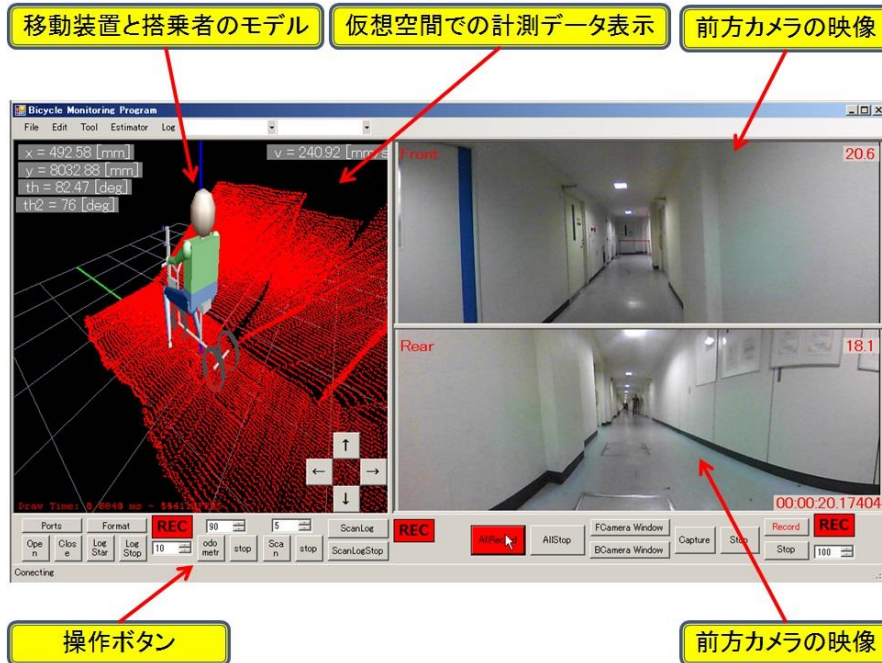 移動装置と搭乗者のモデル
仮想空間での計測データ表示
前方カメラの映像
Bicycle Monitoring Program
File Edit Tool Estimator Log
x = 492.58 [mm]
y = 8032.88 [mm]
th = 82.47 [deg]
th2 = 76 [deg]
v = 240.92 [mm/s
Front
20.6
Rear
18.1
↑
← →
↓
Draw Time:
00:00:20.17404
Ports Format REC 90 5 ScanLog
Ope n Clos e Log Star Log Stop 10 odo metr stop Sca n stop ScanLogStop
REC
AllStop
FCamera Window
BCamera Window
Capture
Record REC
Stop 100
Conecting
操作ボタン
前方カメラの映像